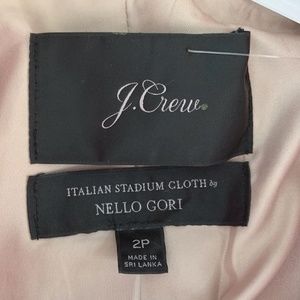 J.Crew
ITALIAN STADIUM CLOTH by
NELLO GORI
2P
MADE IN
SRI LANKA